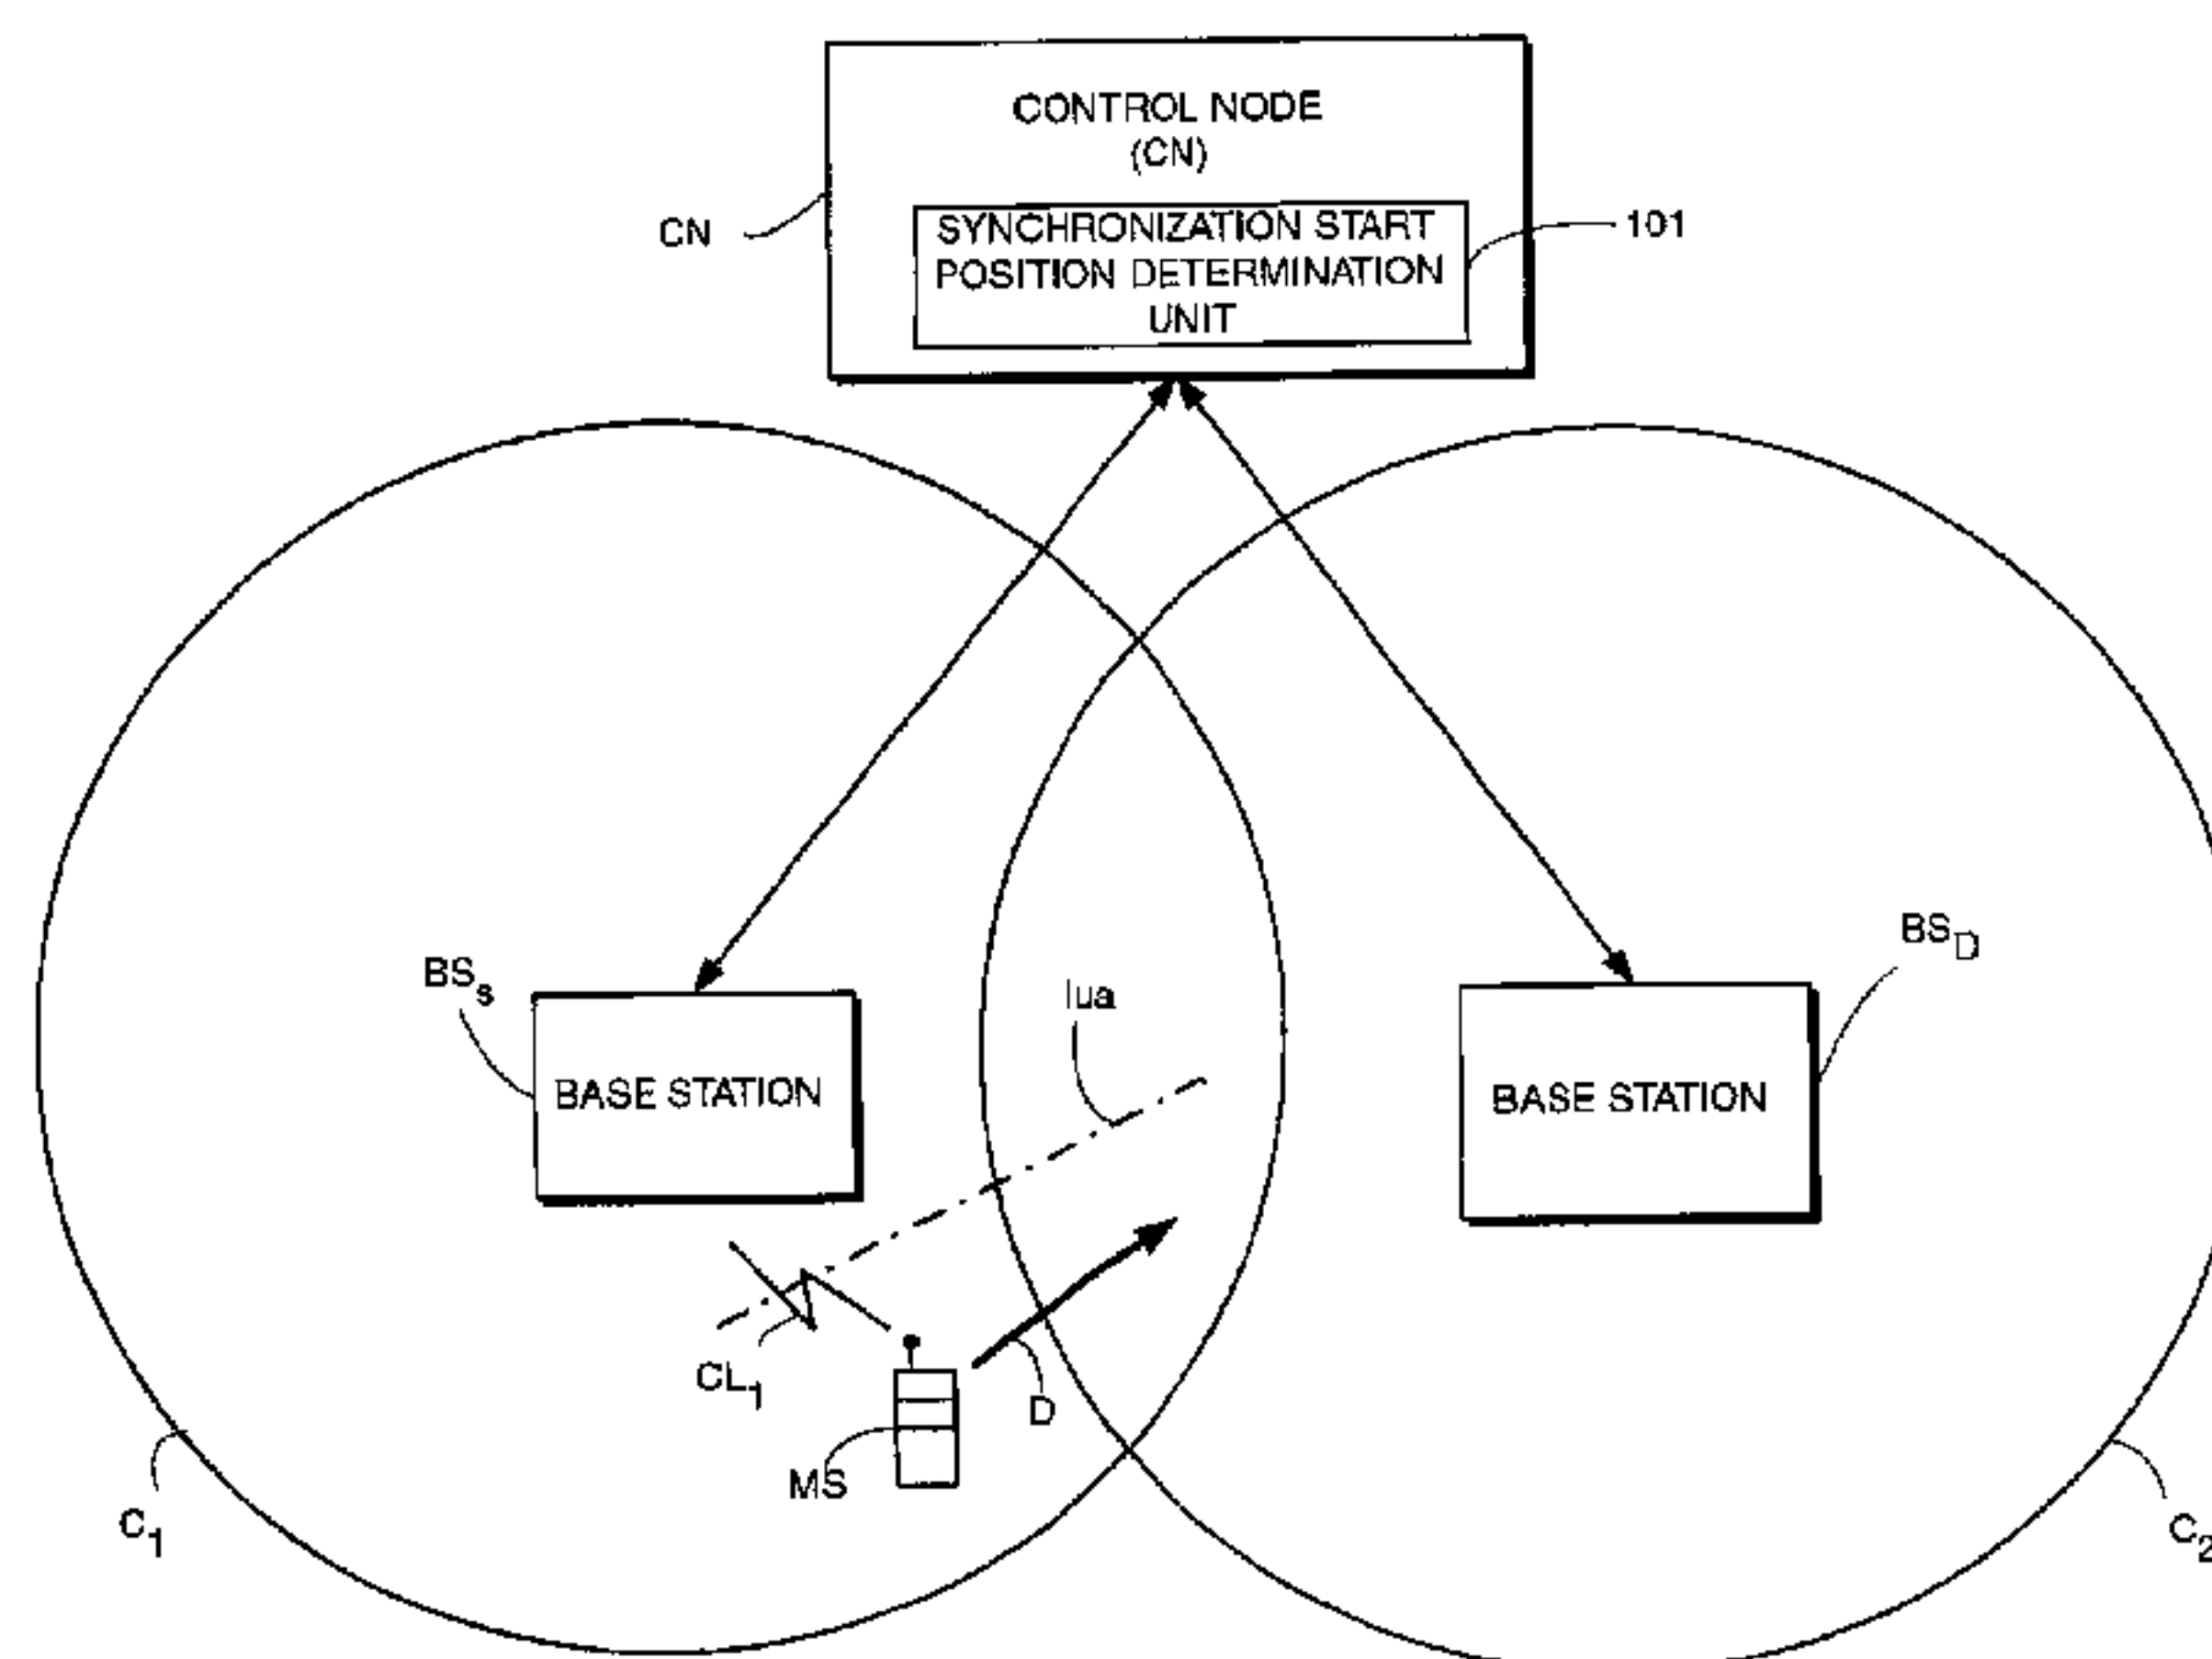 CONTROL NODE
(CN)
CN
SYNCHRONIZATION START
POSITION DETERMINATION
UNIT
101
BS_D
BS_s
lua
BASE STATION
BASE STATION
CL_1
D
MS
C_1
C_2